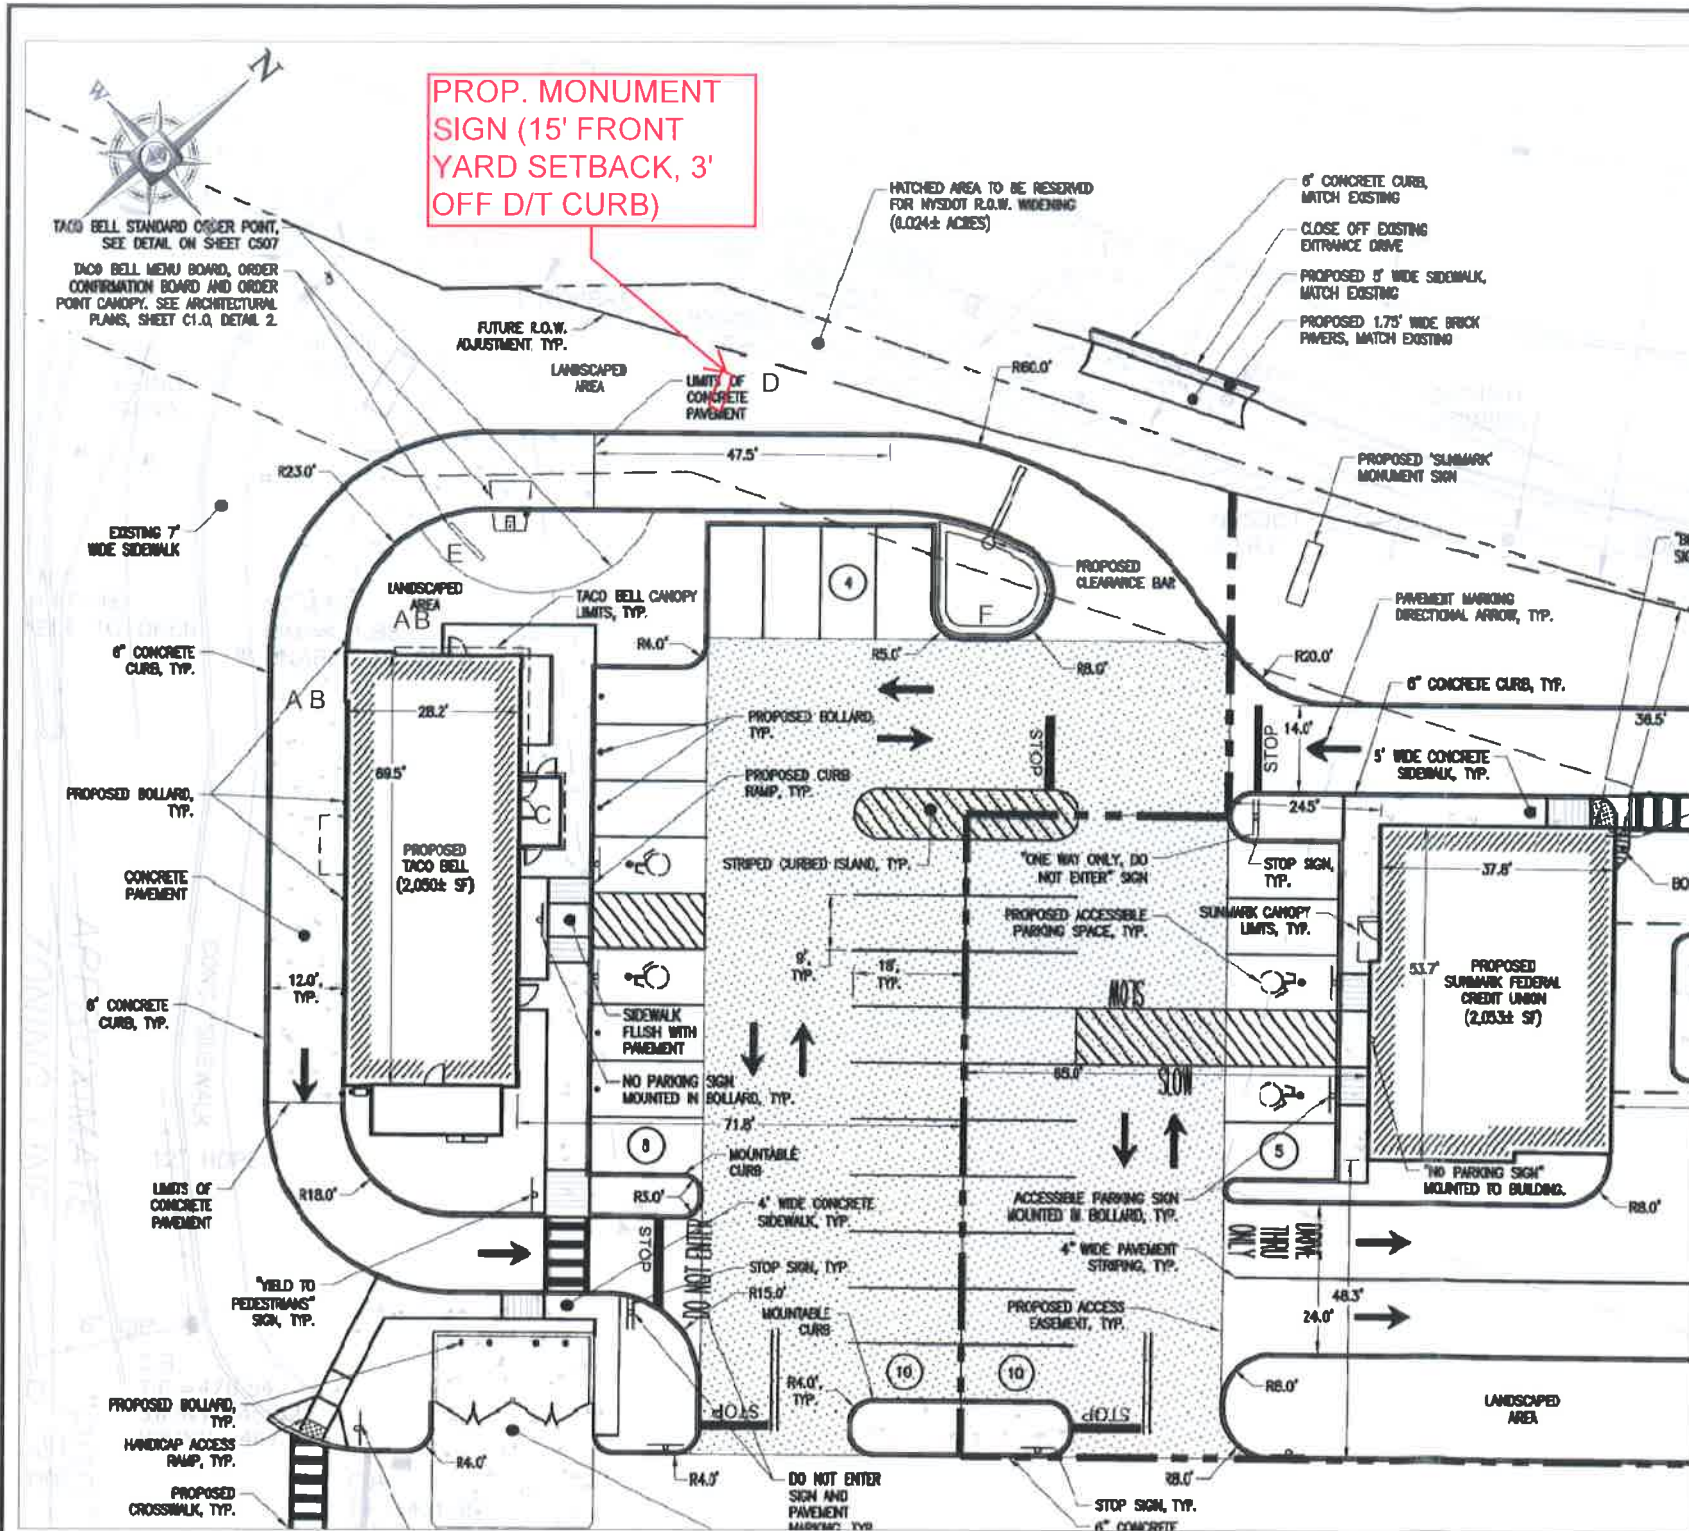 N
W
PROP. MONUMENT
SIGN (15' FRONT
YARD SETBACK, 3'
OFF D/T CURB)
TACO BELL STANDARD ORDER POINT,
SEE DETAIL ON SHEET C507
TACO BELL MENU BOARD, ORDER
CONFIRMATION BOARD AND ORDER
POINT CANOPY. SEE ARCHITECTURAL
PLANS, SHEET C1.0, DETAIL 2.
HATCHED AREA TO BE RESERVED
FOR NYSDOT R.O.W. WIDENING
(0.024± ACRES)
6" CONCRETE CURB,
MATCH EXISTING
CLOSE OFF EXISTING
ENTRANCE DRIVE
PROPOSED 5' WIDE SIDEWALK,
MATCH EXISTING
PROPOSED 1.75' WIDE BRICK
PAVERS, MATCH EXISTING
FUTURE R.O.W.
ADJUSTMENT TYP.
LANDSCAPED
AREA
LIMITS OF
CONCRETE
PAVEMENT
D
R60.0'
47.5'
R23.0'
PROPOSED 'SUNMARK'
MONUMENT SIGN
EXISTING 7'
WIDE SIDEWALK
E
PROPOSED
CLEARANCE BAR
4
F
LANDSCAPED
AREA
AB
TACO BELL CANOPY
LIMITS, TYP.
PAVEMENT MARKING
DIRECTIONAL ARROW, TYP.
R4.0'
R5.0'
R8.0'
R20.0'
6" CONCRETE
CURB, TYP.
6" CONCRETE CURB, TYP.
A B
28.2'
PROPOSED BOLLARD,
TYP.
STOP
STOP
14.0'
36.5'
5' WIDE CONCRETE
SIDEWALK, TYP.
69.5'
PROPOSED CURB
RAMP, TYP.
PROPOSED BOLLARD,
TYP.
C
24.5'
PROPOSED
TACO BELL
(2,050± SF)
STRIPED CURBED ISLAND, TYP.
"ONE WAY ONLY, DO
NOT ENTER" SIGN
STOP SIGN,
TYP.
37.8'
CONCRETE
PAVEMENT
PROPOSED ACCESSIBLE
PARKING SPACE, TYP.
SUNMARK CANOPY
LIMITS, TYP.
BO
9',
TYP.
18',
TYP.
12.0',
TYP.
53.7'
PROPOSED
SUNMARK FEDERAL
CREDIT UNION
(2,053± SF)
SLOW
6" CONCRETE
CURB, TYP.
SIDEWALK
FLUSH WITH
PAVEMENT
65.0'
SLOW
NO PARKING SIGN
MOUNTED IN BOLLARD, TYP.
71.8'
8
5
MOUNTABLE
CURB
"NO PARKING SIGN"
MOUNTED TO BUILDING.
LIMITS OF
CONCRETE
PAVEMENT
R18.0'
R3.0'
4' WIDE CONCRETE
SIDEWALK, TYP.
ACCESSIBLE PARKING SIGN
MOUNTED IN BOLLARD, TYP.
R8.0'
STOP
DO NOT ENTER
DRIVE
THRU
ONLY
4" WIDE PAVEMENT
STRIPING, TYP.
STOP SIGN, TYP
R15.0'
"YIELD TO
PEDESTRIANS"
SIGN, TYP.
MOUNTABLE
CURB
PROPOSED ACCESS
EASEMENT, TYP.
48.3'
24.0'
10
10
R4.0',
TYP.
R6.0'
PROPOSED BOLLARD,
TYP.
STOP
STOP
LANDSCAPED
AREA
HANDICAP ACCESS
RAMP, TYP.
R4.0'
R4.0'
R8.0'
PROPOSED
CROSSWALK, TYP.
DO NOT ENTER
SIGN AND
PAVEMENT
MARKING, TYP
STOP SIGN, TYP.
6" CONCRETE